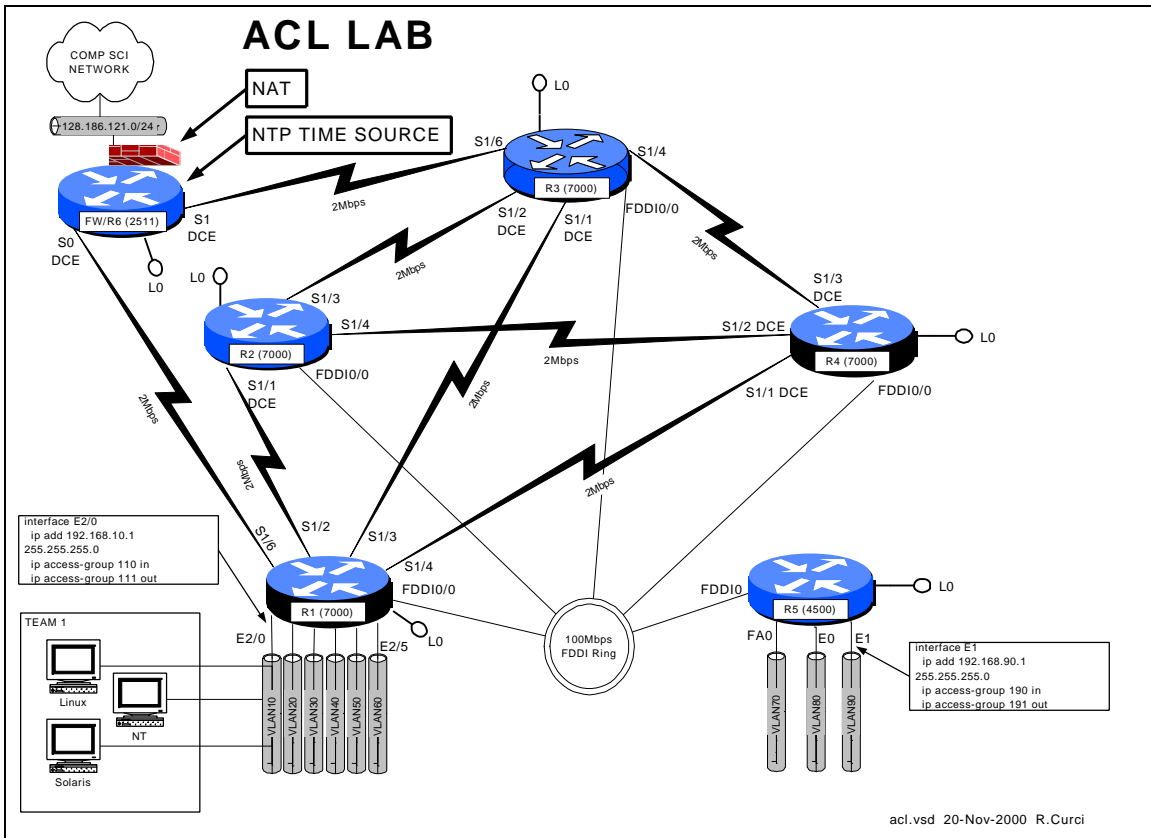 ACL LAB
COMP SCI
NETWORK
NAT
128.186.121.0/24
NTP TIME SOURCE
L0
S1/6
S1/4
R3 (7000)
FW/R6 (2511)
S1
DCE
2Mbps
S1/2
DCE
S1/1
DCE
FDDI0/0
S0
DCE
L0
2Mbps
2Mbps
L0
S1/3
S1/3
DCE
S1/4
S1/2 DCE
R2 (7000)
2Mbps
L0
R4 (7000)
FDDI0/0
2Mbps
S1/1
DCE
S1/1 DCE
FDDI0/0
2Mbps
2Mbps
2Mbps
interface E2/0
ip add 192.168.10.1
255.255.255.0
ip access-group 110 in
ip access-group 111 out
S1/6
S1/2
S1/3
S1/4
FDDI0/0
R1 (7000)
L0
E2/0
E2/5
FDDI0
L0
R5 (4500)
100Mbps
FDDI Ring
FA0
E0
E1
interface E1
ip add 192.168.90.1
255.255.255.0
ip access-group 190 in
ip access-group 191 out
TEAM 1
Linux
NT
Solaris
VLAN10
VLAN20
VLAN30
VLAN40
VLAN50
VLAN60
VLAN70
VLAN80
VLAN90
acl.vsd 20-Nov-2000 R.Curci